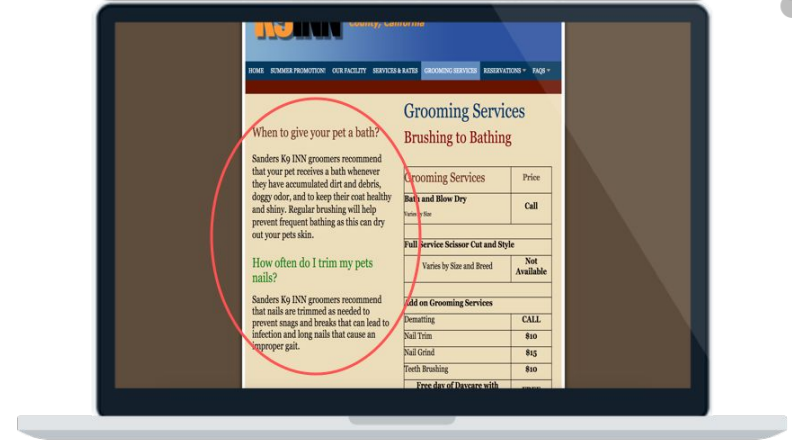 K9INN
County, California
HOME SUMMER PROMOTION! OUR FACILITY SERVICES & RATES GROOMING SERVICES RESERVATIONS FAQS
When to give your pet a bath?
Sanders K9 INN groomers recommend
that your pet receives a bath whenever
they have accumulated dirt and debris,
doggy odor, and to keep their coat healthy
and shiny. Regular brushing will help
prevent frequent bathing as this can dry
out your pets skin.
How often do I trim my pets
nails?
Sanders K9 INN groomers recommend
that nails are trimmed as needed to
prevent snags and breaks that can lead to
infection and long nails that cause an
improper gait.
Grooming Services
Brushing to Bathing
Grooming Services Price
Bath and Blow Dry
Varies by Size
Call
Full Service Scissor Cut and Style
Varies by Size and Breed
Not
Available
Add on Grooming Services
Dematting CALL
Nail Trim $10
Nail Grind $15
Teeth Brushing $10
Free day of Daycare with
FREE